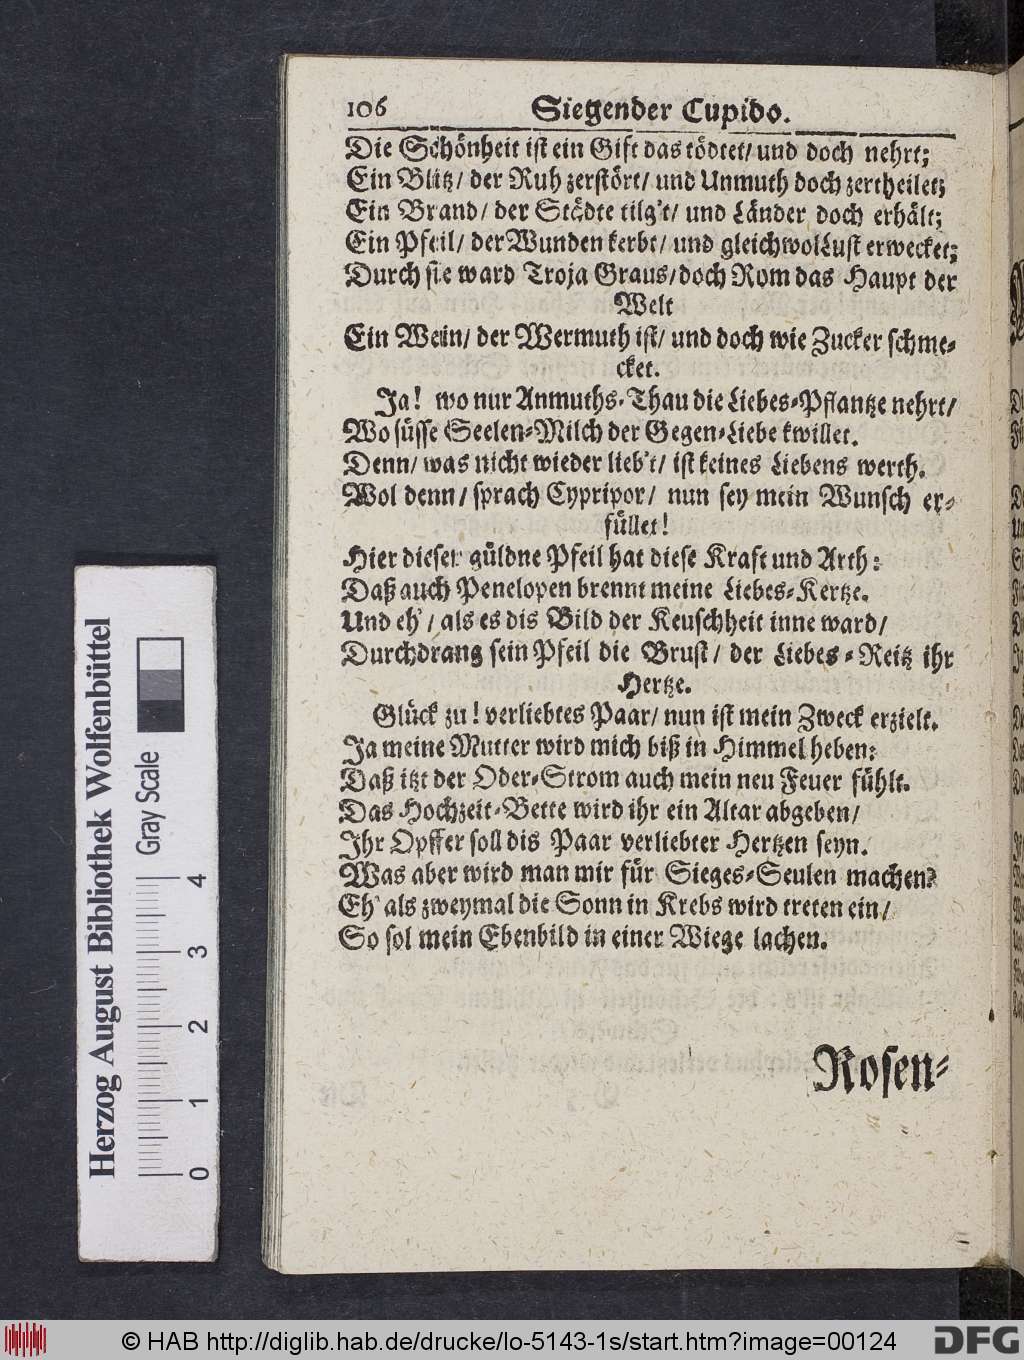 106 Siegender Cupido.
Die Schönheit ist ein Gift das tödtet/ und doch nehrt;
Ein Blitz/ der Ruh zerstört/ und Unmuth doch zertheilet;
Ein Brand/ der Städte tilg't/ und Länder doch erhält;
Ein Pfeil/ der Wunden kerbt/ und gleichwol Lust erwecket;
Durch sie ward Troja Graus/ doch Rom das Haupt der
Welt
Ein Wein/ der Wermuth ist/ und doch wie Zucker schme-
cket.
Ja! wo nur Anmuths-Thau die Liebes-Pflantze nehrt/
Wo süsse Seelen-Milch der Gegen-Liebe kwillet.
Denn/ was nicht wieder lieb't/ ist keines Liebens werth.
Wol denn/ sprach Cypripor/ nun sey mein Wunsch er-
füllet!
Hier dieser güldne Pfeil hat diese Kraft und Arth:
Daß auch Penelopen brennt meine Liebes-Kertze.
Und eh'/ als es dis Bild der Keuschheit inne ward/
Durchdrang sein Pfeil die Brust/ der Liebes-Reitz ihr
Hertze.
Glück zu! verliebtes Paar/ nun ist mein Zweck erzielt.
Ja meine Mutter wird mich biß in Himmel heben:
Daß itzt der Oder-Strom auch mein neu Feuer fühlt.
Das Hochzeit-Bette wird ihr ein Altar abgeben/
Ihr Opffer soll dis Paar verliebter Hertzen seyn.
Was aber wird man mir für Sieges-Seulen machen?
Eh' als zweymal die Sonn in Krebs wird treten ein/
So sol mein Ebenbild in einer Wiege lachen.
Rosen-
Herzog August Bibliothek Wolfenbüttel
Gray Scale
0 1 2 3 4
© HAB http://diglib.hab.de/drucke/lo-5143-1s/start.htm?image=00124
DFG